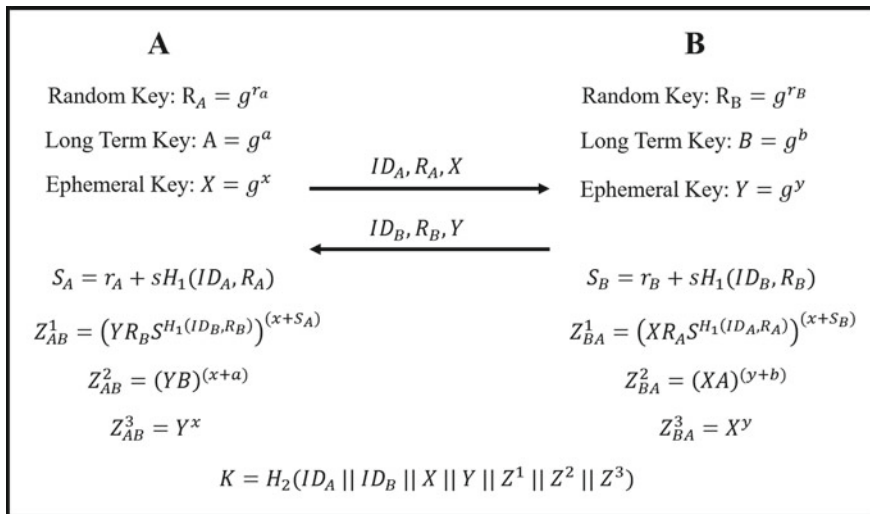 A
Random Key: R_A = g^{r_a}
Long Term Key: A = g^a
Ephemeral Key: X = g^x
B
Random Key: R_B = g^{r_B}
Long Term Key: B = g^b
Ephemeral Key: Y = g^y
ID_A, R_A, X
ID_B, R_B, Y
S_A = r_A + sH_1(ID_A, R_A)
Z^1_{AB} = (YR_BS^{H_1(ID_B,R_B)})^{(x+S_A)}
Z^2_{AB} = (YB)^{(x+a)}
Z^3_{AB} = Y^x
S_B = r_B + sH_1(ID_B, R_B)
Z^1_{BA} = (XR_AS^{H_1(ID_A,R_A)})^{(x+S_B)}
Z^2_{BA} = (XA)^{(y+b)}
Z^3_{BA} = X^y
K = H_2(ID_A || ID_B || X || Y || Z^1 || Z^2 || Z^3)